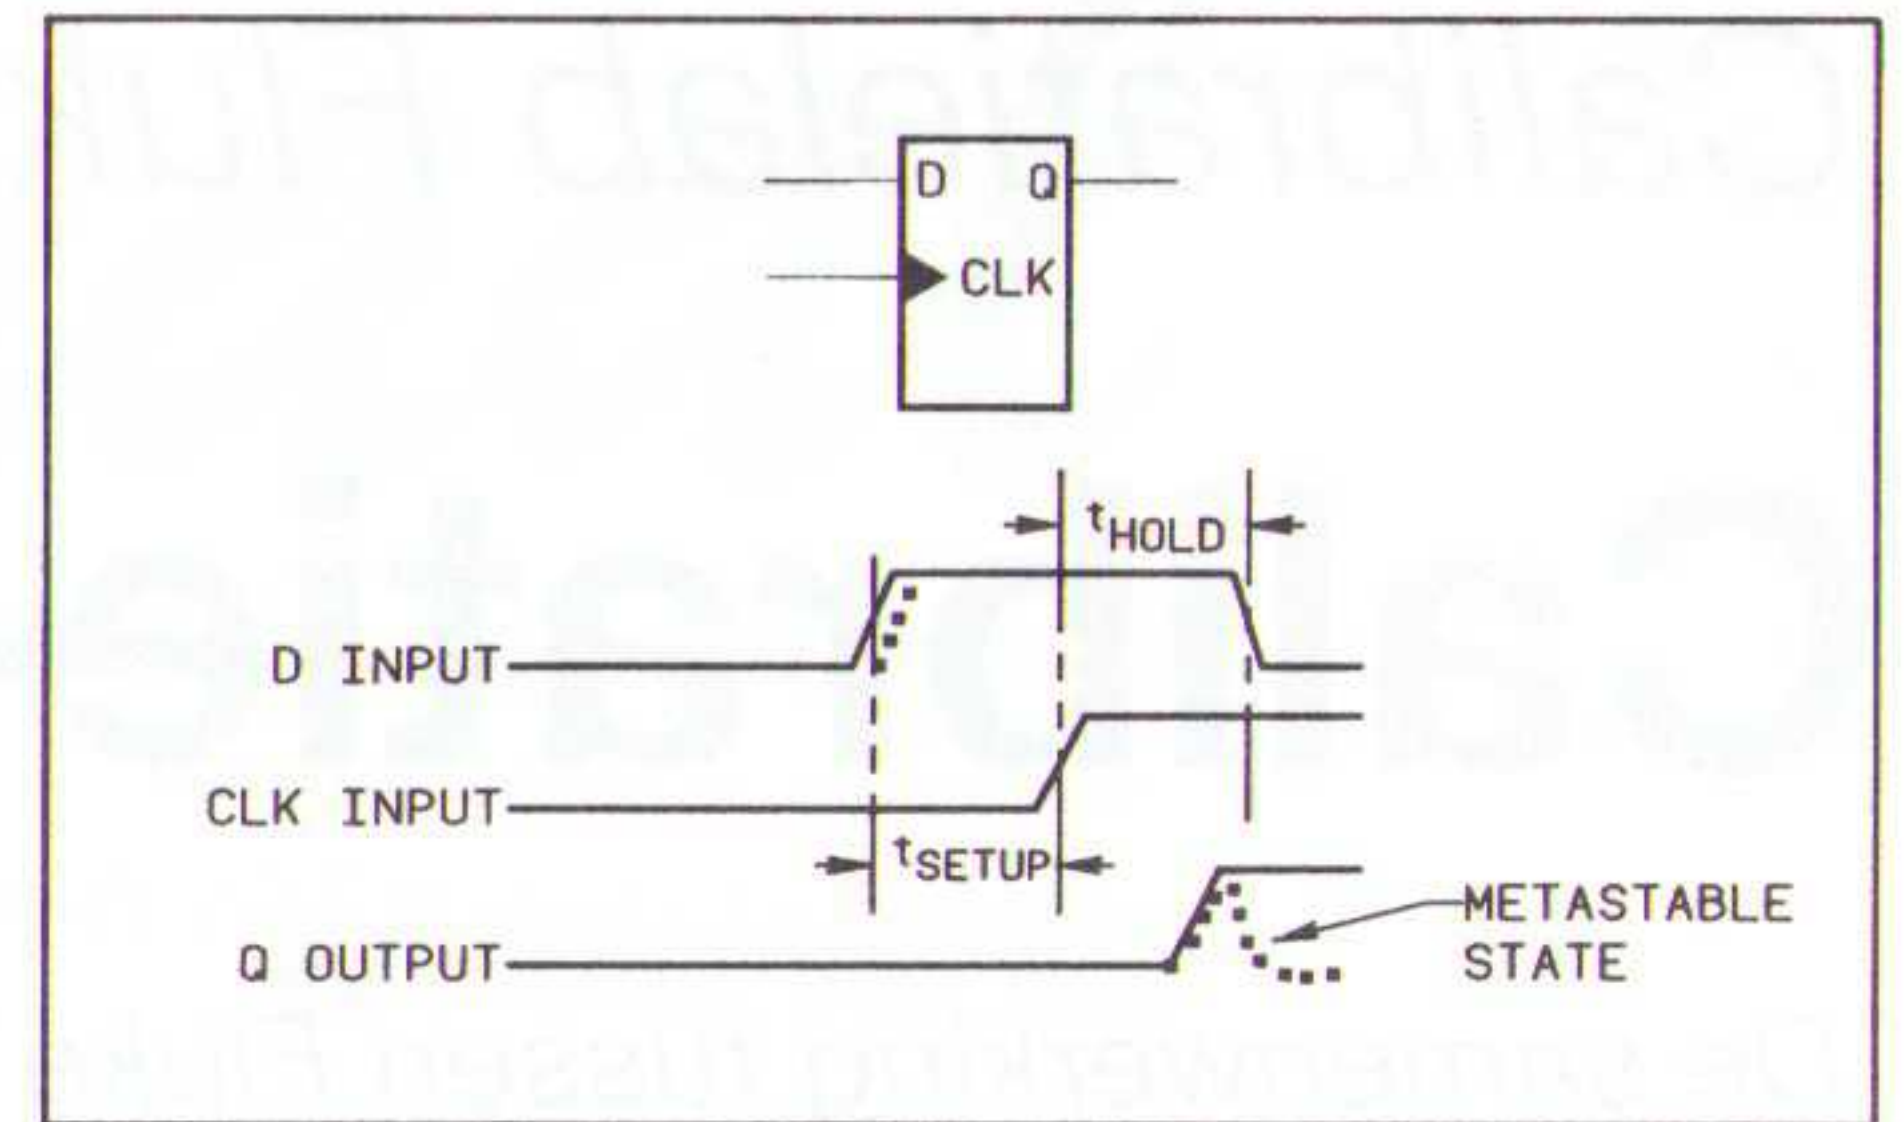 D Q
CLK
tHOLD
D INPUT
CLK INPUT
tSETUP
METASTABLE
STATE
Q OUTPUT